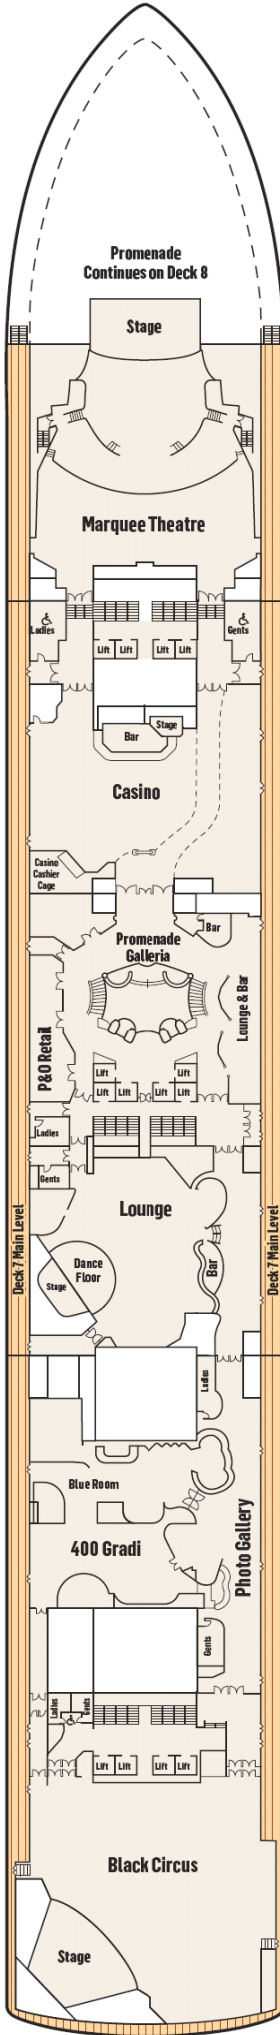 Promenade
Continues on Deck 8
Stage
Marquee Theatre
Ladies
Gents
Lift
Lift
Lift
Lift
Stage
Bar
Casino
Casino
Cashier
Cage
Bar
Promenade
Galleria
Lounge & Bar
P&O Retail
Lift
Lift
Lift
Lift
Lift
Lift
Ladies
Gents
Lounge
Deck 7 Main Level
Deck 7 Main Level
Dance
Floor
Stage
Bar
Ladies
Blue Room
400 Gradi
Photo Gallery
Gents
Ladies
Gents
Lift
Lift
Lift
Lift
Black Circus
Stage